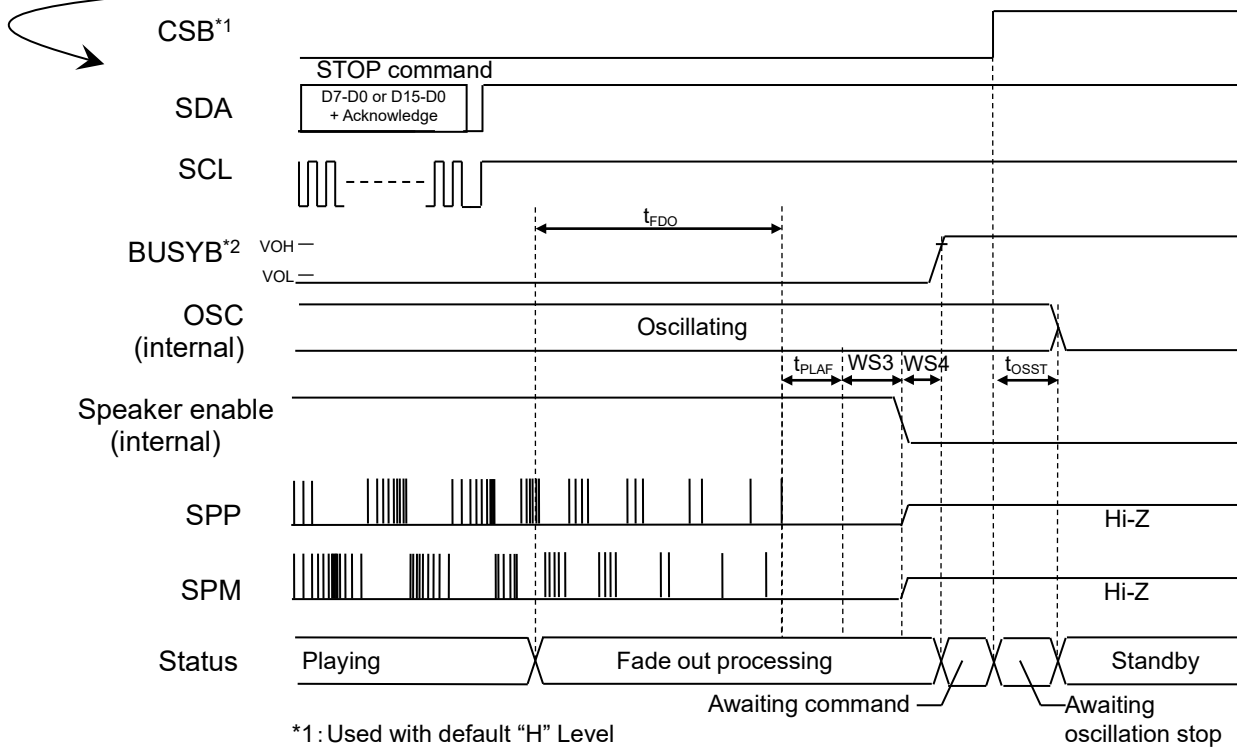 CSB*1
STOP command
SDA
D7-D0 or D15-D0
+ Acknowledge
SCL
tFDO
BUSYB*2
VOH
VOL
OSC
(internal)
Oscillating
tPLAF
WS3
WS4
tOSST
Speaker enable
(internal)
SPP
Hi-Z
SPM
Hi-Z
Status
Playing
Fade out processing
Standby
Awaiting command
Awaiting
oscillation stop
*1:Used with default “H” Level